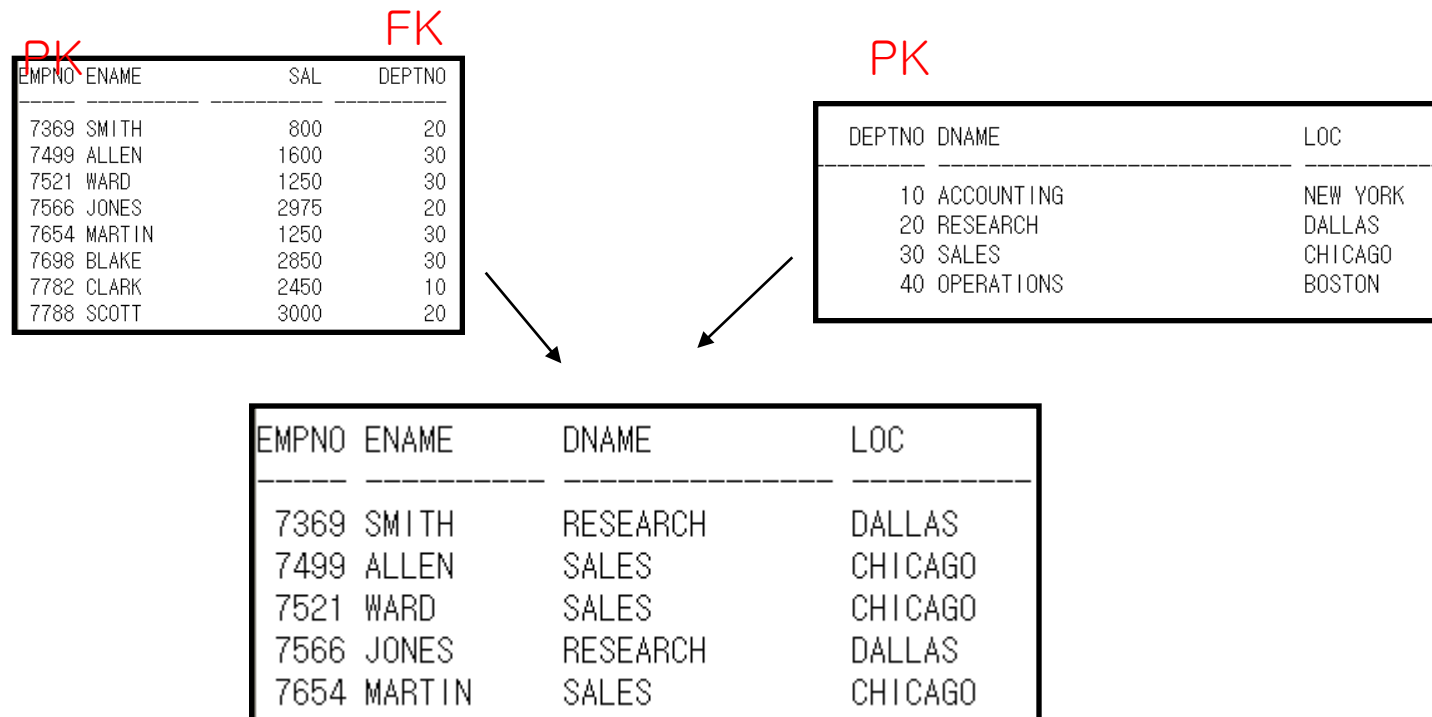 PK
FK
EMPNO ENAME SAL DEPTNO
----- ---------- ---------- ----------
7369 SMITH 800 20
7499 ALLEN 1600 30
7521 WARD 1250 30
7566 JONES 2975 20
7654 MARTIN 1250 30
7698 BLAKE 2850 30
7782 CLARK 2450 10
7788 SCOTT 3000 20
PK
DEPTNO DNAME LOC
--------- ---------------------------- ----------
10 ACCOUNTING NEW YORK
20 RESEARCH DALLAS
30 SALES CHICAGO
40 OPERATIONS BOSTON
EMPNO ENAME DNAME LOC
----- ---------- --------------- ----------
7369 SMITH RESEARCH DALLAS
7499 ALLEN SALES CHICAGO
7521 WARD SALES CHICAGO
7566 JONES RESEARCH DALLAS
7654 MARTIN SALES CHICAGO